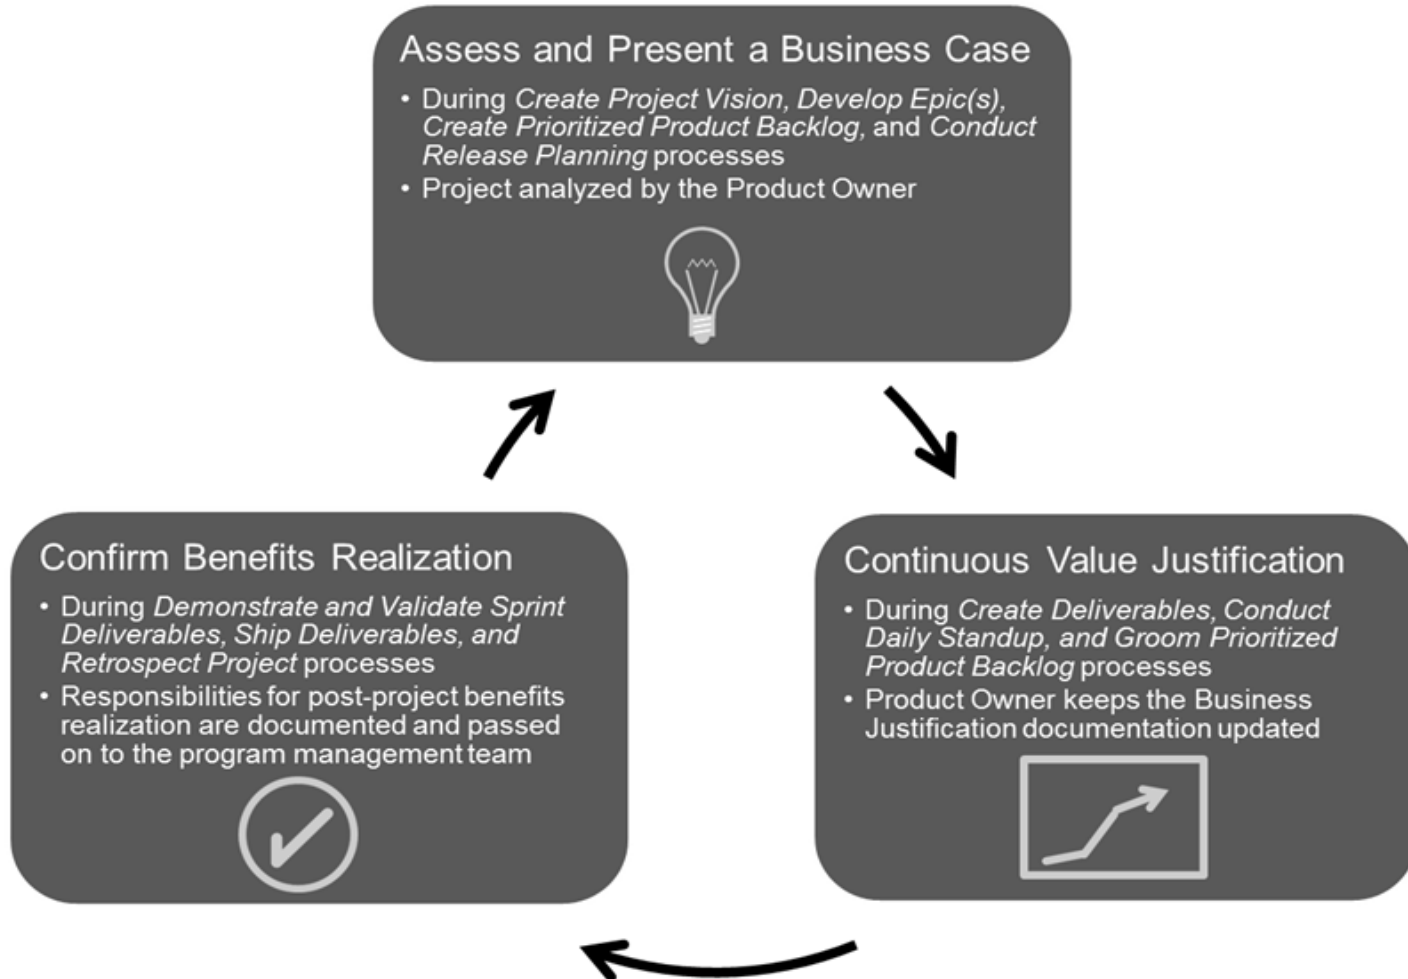 Assess and Present a Business Case
• During Create Project Vision, Develop Epic(s),
Create Prioritized Product Backlog, and Conduct
Release Planning processes
• Project analyzed by the Product Owner
Confirm Benefits Realization
• During Demonstrate and Validate Sprint
Deliverables, Ship Deliverables, and
Retrospect Project processes
• Responsibilities for post-project benefits
realization are documented and passed
on to the program management team
Continuous Value Justification
• During Create Deliverables, Conduct
Daily Standup, and Groom Prioritized
Product Backlog processes
• Product Owner keeps the Business
Justification documentation updated